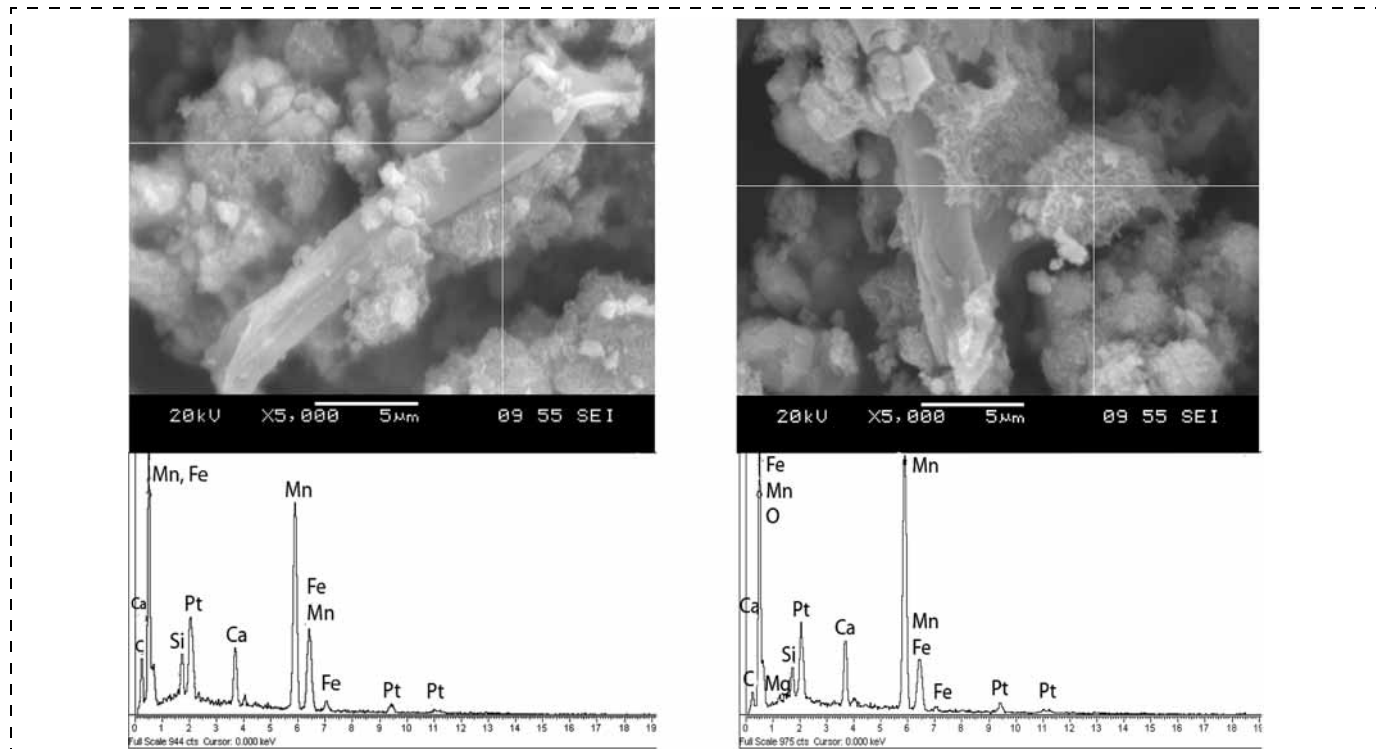 20kV X5,000 5µm 09 55 SEI
20kV X5,000 5µm 09 55 SEI
Mn, Fe
Mn
Fe
Mn
Ca
Pt
C
Si
Ca
Fe
Pt
Pt
0 1 2 3 4 5 6 7 8 9 10 11 12 13 14 15 16 17 18 19
Full Scale 944 cts Cursor: 0.000 keV
Fe
Mn
O
Mn
Ca
Pt
Ca
Mn
Si
Fe
C
Mg
Fe
Pt
Pt
0 1 2 3 4 5 6 7 8 9 10 11 12 13 14 15 16 17 18
Full Scale 975 cts Cursor: 0.000 keV